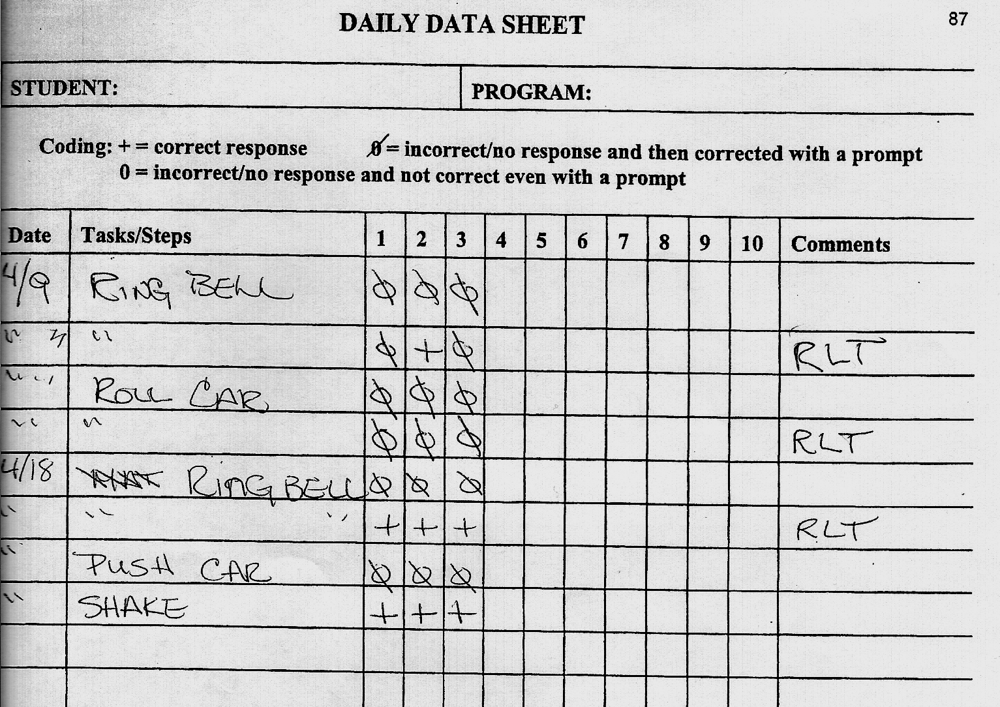 DAILY DATA SHEET 87
STUDENT: PROGRAM:
Coding: + = correct response Ø = incorrect/no response and then corrected with a prompt
0 = incorrect/no response and not correct even with a prompt
Date Tasks/Steps 1 2 3 4 5 6 7 8 9 10 Comments
4/9 RING BELL Ø Ø Ø
" " " Ø + Ø RLT
" " ROLL CAR Ø Ø Ø
" " Ø Ø Ø RLT
4/18 RING BELL Ø Ø Ø
" " " + + + RLT
" PUSH CAR Ø Ø Ø
" SHAKE + + +